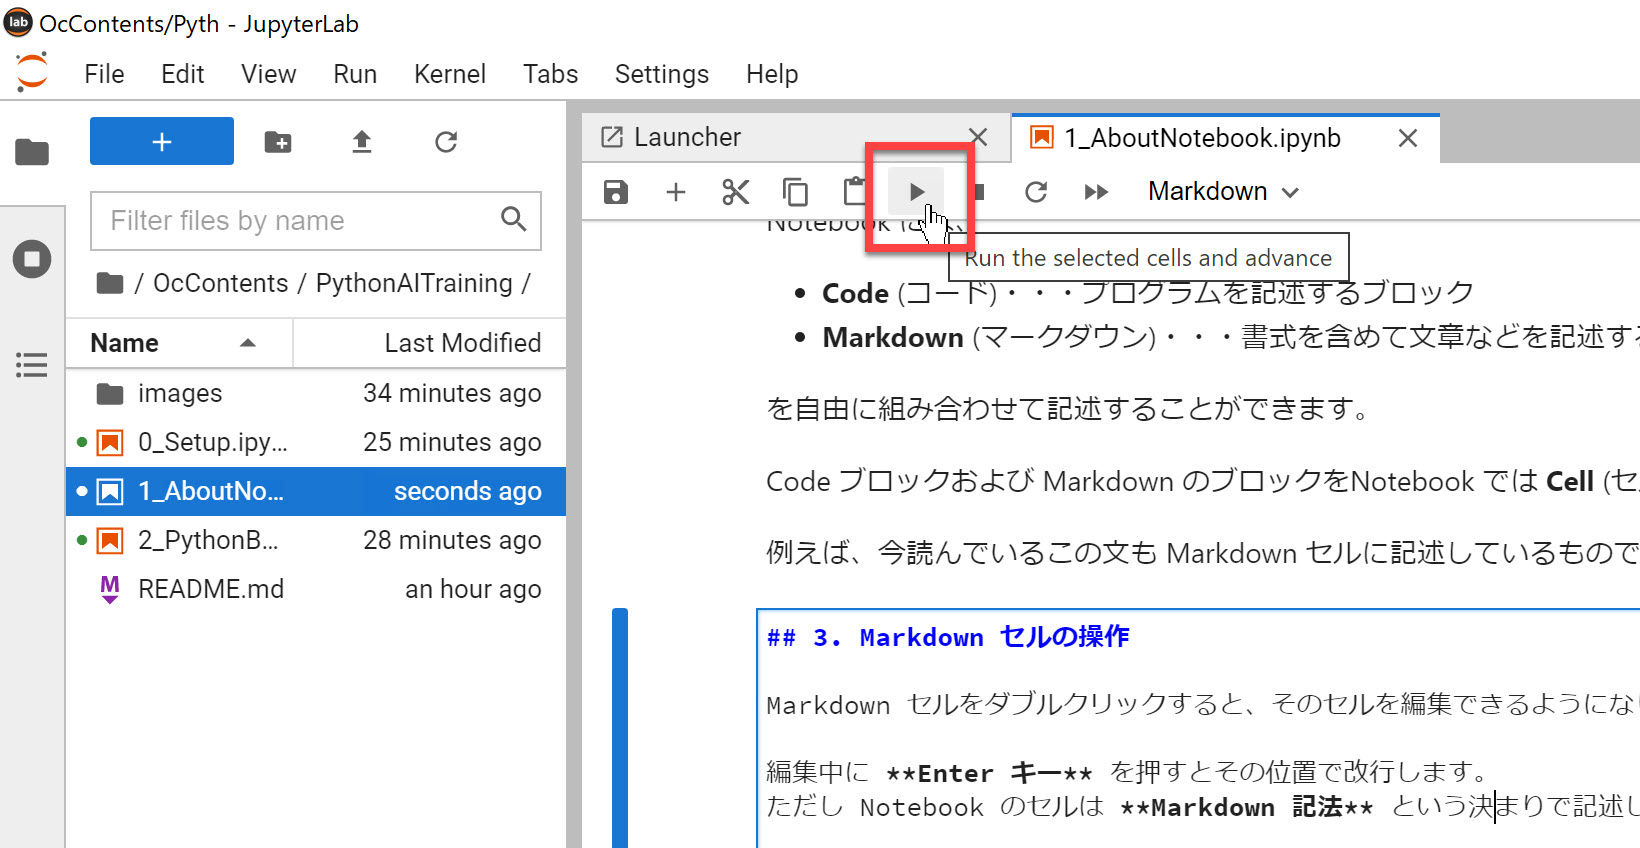 lab OcContents/Pyth - JupyterLab
File Edit View Run Kernel Tabs Settings Help
Launcher
1_AboutNotebook.ipynb
Markdown
Filter files by name
/ OcContents / PythonAITraining /
Name Last Modified
images 34 minutes ago
0_Setup.ipy... 25 minutes ago
1_AboutNo... seconds ago
2_PythonB... 28 minutes ago
M README.md an hour ago
Notebook には、
Run the selected cells and advance
• Code (コード)・・・プログラムを記述するブロック
• Markdown (マークダウン)・・・書式を含めて文章などを記述する
を自由に組み合わせて記述することができます。
Code ブロックおよび Markdown のブロックをNotebook では Cell (セ
例えば、今読んでいるこの文も Markdown セルに記述しているもので
## 3. Markdown セルの操作
Markdown セルをダブルクリックすると、そのセルを編集できるようにな
編集中に **Enter キー** を押すとその位置で改行します。
ただし Notebook のセルは **Markdown 記法** という決まりで記述し